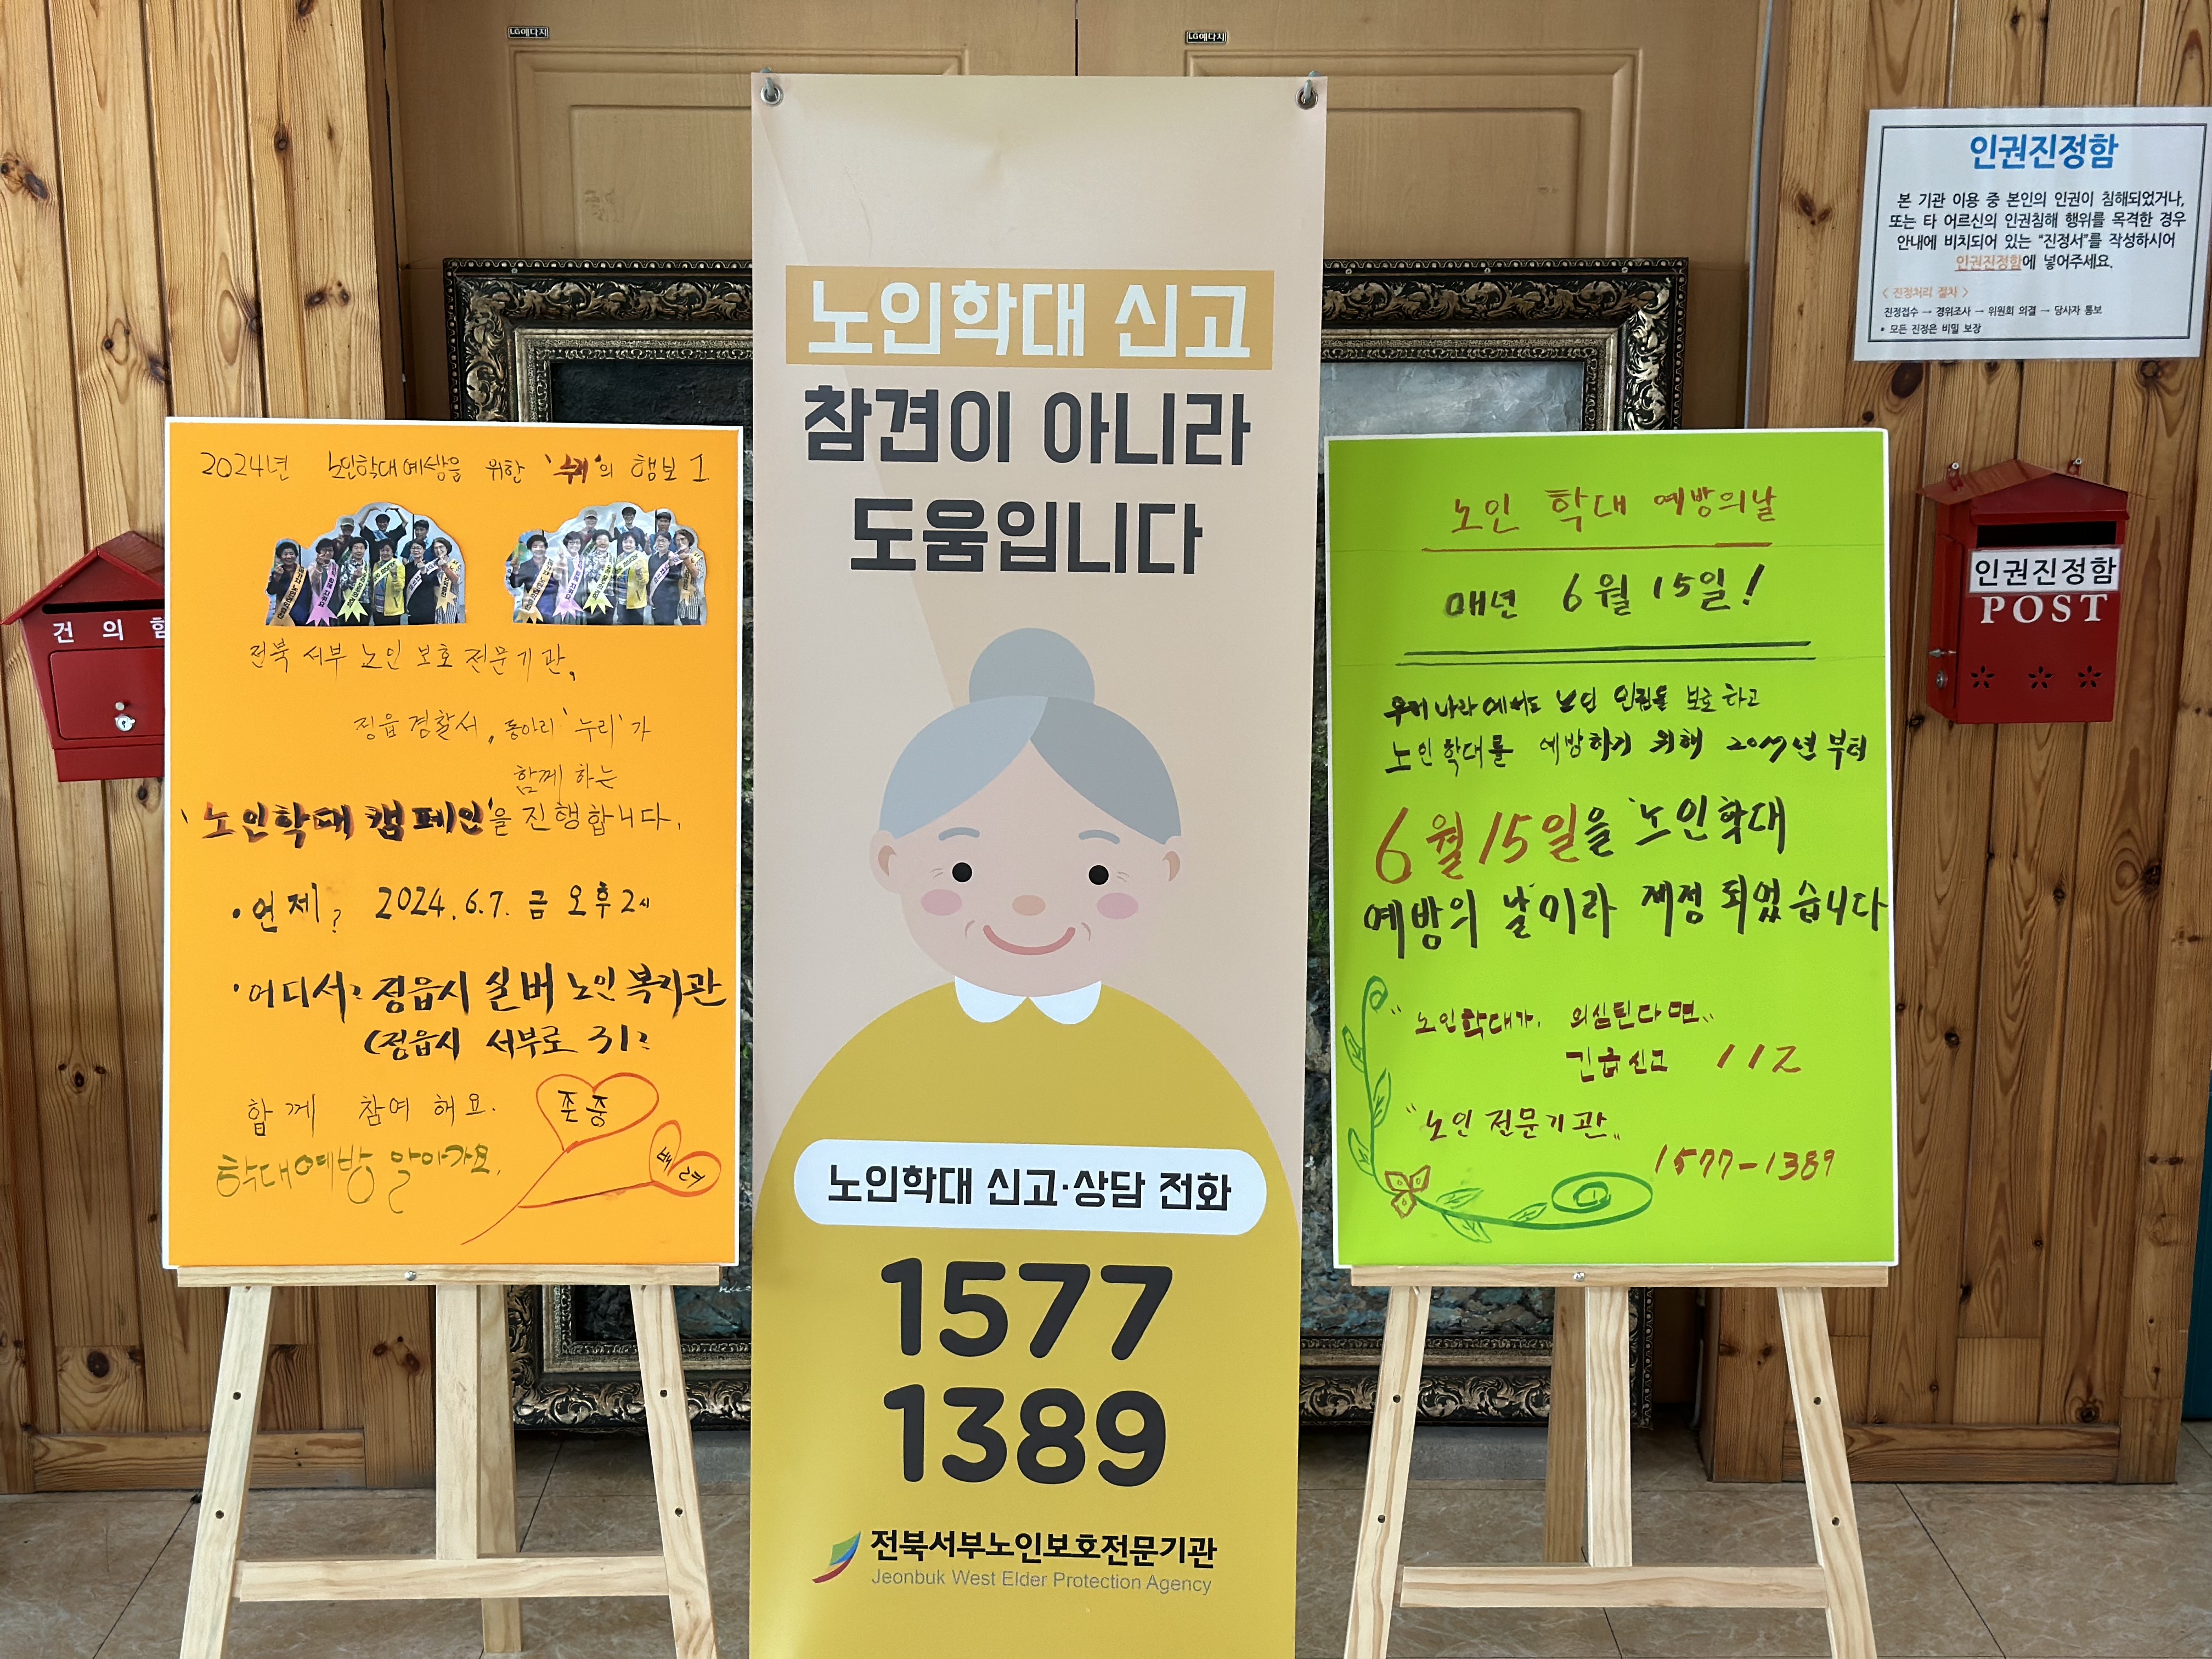 LG에다지
LG에다지
2024년 노인학대예방을 위한 '누리'의 행보 1
전북 서부 노인 보호 전문기관,
정읍경찰서, 동아리 '누리'가
함께 하는
'노인학대 캠페인'을 진행합니다.
• 언제? 2024. 6. 7. 금 오후 2시
• 어디서? 정읍시 실버 노인 복지관
(정읍시 서부로 31
함께 참여 해요.
학대예방 알아가요.
존중
배려
건의함
노인학대 신고
참견이 아니라
도움입니다
노인학대 신고·상담 전화
1577
1389
전북서부노인보호전문기관
Jeonbuk West Elder Protection Agency
노인 학대 예방의날
매년 6월 15일!
우리 나라에서도 노인 인권을 보호하고
노인학대를 예방하기 위해 2017년 부터
6월 15일을 '노인학대
예방의 날'이라 제정 되었습니다
"노인학대가 의심된다면"
긴급신고 112
"노인 전문기관"
1577-1389
인권진정함
본 기관 이용 중 본인의 인권이 침해되었거나,
또는 타 어르신의 인권침해 행위를 목격한 경우
안내에 비치되어 있는 "진정서"를 작성하시어
인권진정함에 넣어주세요.
< 진정처리 절차 >
진정접수 → 경위조사 → 위원회 의결 → 당사자 통보
* 모든 진정은 비밀 보장
인권진정함
POST